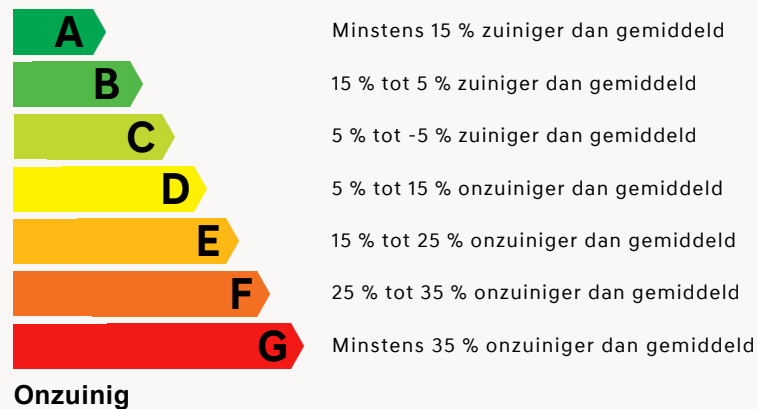 A Minstens 15 % zuiniger dan gemiddeld
B 15 % tot 5 % zuiniger dan gemiddeld
C 5 % tot -5 % zuiniger dan gemiddeld
D 5 % tot 15 % onzuiniger dan gemiddeld
E 15 % tot 25 % onzuiniger dan gemiddeld
F 25 % tot 35 % onzuiniger dan gemiddeld
G Minstens 35 % onzuiniger dan gemiddeld
Onzuinig